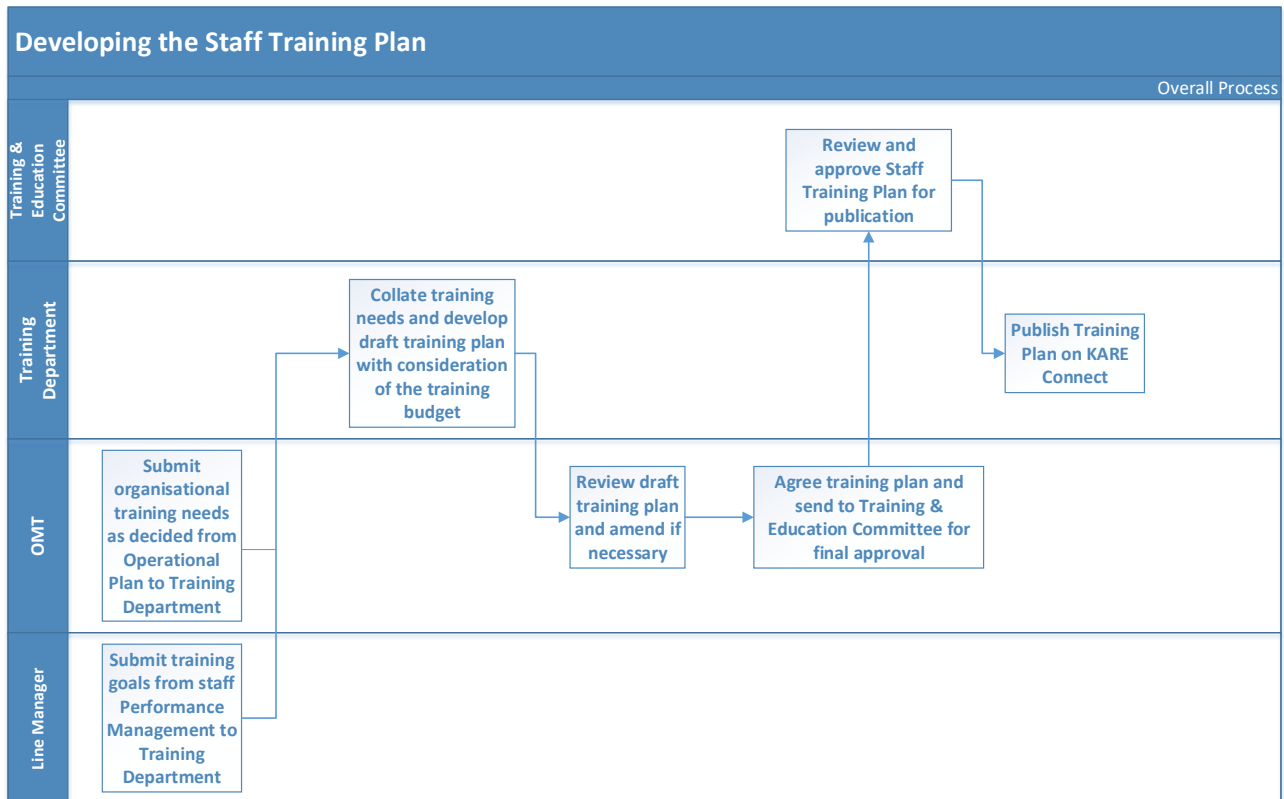 Developing the Staff Training Plan
Overall Process
Training &
Education
Committee
Review and
approve Staff
Training Plan for
publication
Training
Department
Collate training
needs and develop
draft training plan
with consideration
of the training
budget
Publish Training
Plan on KARE
Connect
OMT
Submit
organisational
training needs
as decided from
Operational
Plan to Training
Department
Review draft
training plan
and amend if
necessary
Agree training plan and
send to Training &
Education Committee for
final approval
Line Manager
Submit training
goals from staff
Performance
Management to
Training
Department